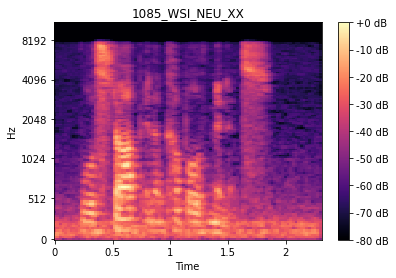 1085_WSI_NEU_XX
+0 dB
8192
-10 dB
4096
-20 dB
-30 dB
2048
Hz
-40 dB
1024
-50 dB
512
-60 dB
-70 dB
0
-80 dB
0
0.5
1
1.5
2
Time